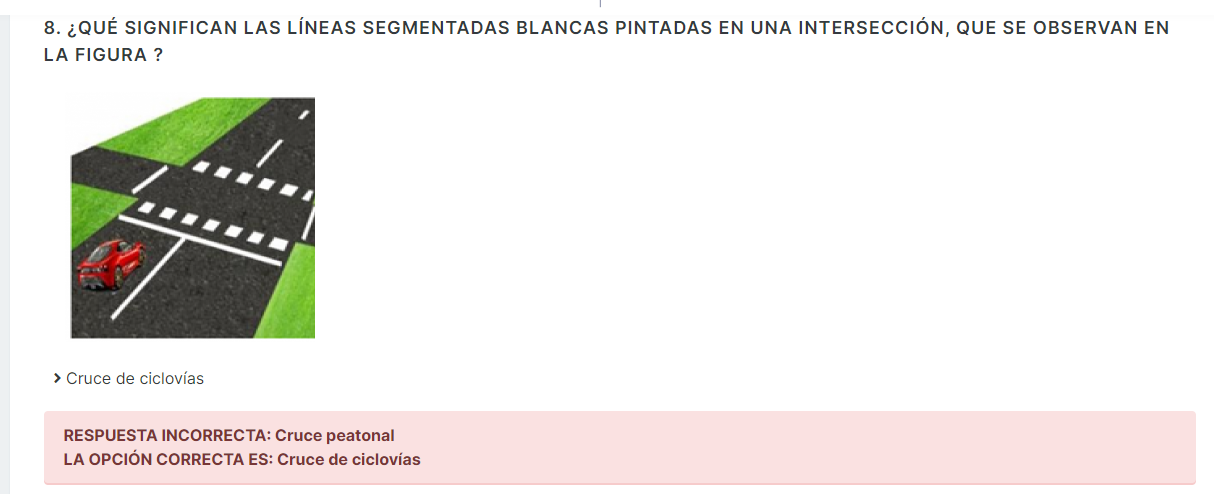 8. ¿QUÉ SIGNIFICAN LAS LÍNEAS SEGMENTADAS BLANCAS PINTADAS EN UNA INTERSECCIÓN, QUE SE OBSERVAN EN
LA FIGURA ?
Cruce de ciclovías
RESPUESTA INCORRECTA: Cruce peatonal
LA OPCIÓN CORRECTA ES: Cruce de ciclovías